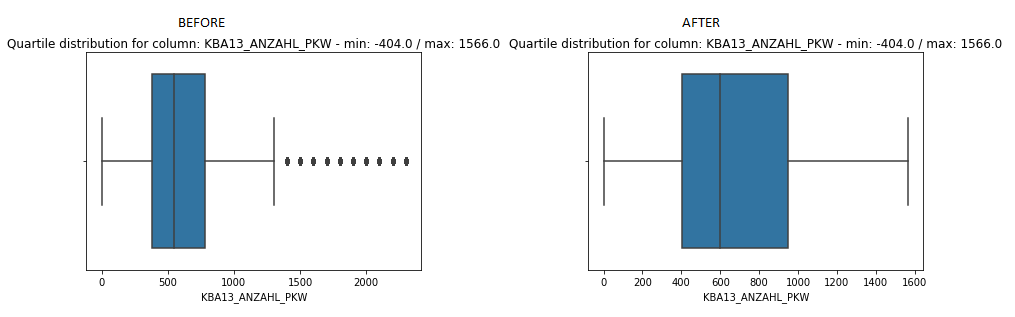 BEFORE
Quartile distribution for column: KBA13_ANZAHL_PKW - min: -404.0 / max: 1566.0
0 500 1000 1500 2000
KBA13_ANZAHL_PKW
AFTER
Quartile distribution for column: KBA13_ANZAHL_PKW - min: -404.0 / max: 1566.0
0 200 400 600 800 1000 1200 1400 1600
KBA13_ANZAHL_PKW